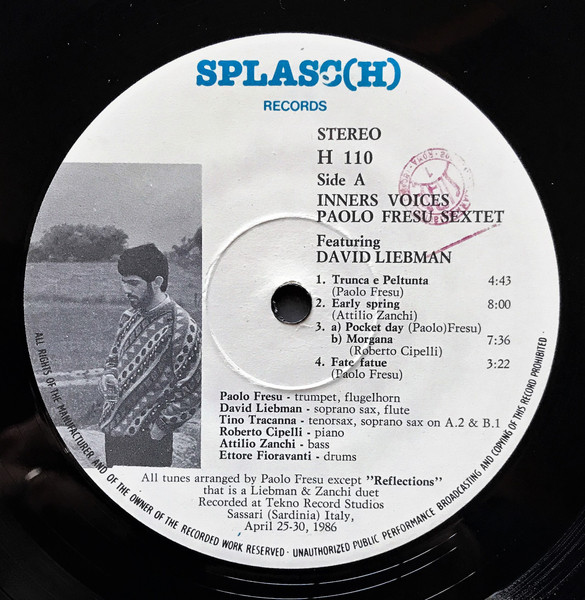 SPLASC(H)
RECORDS
STEREO
H 110
Side A
INNERS VOICES
PAOLO FRESU SEXTET
Featuring
DAVID LIEBMAN
1. Trunca e Peltunta 4:43
(Paolo Fresu)
2. Early spring 8:00
(Attilio Zanchi)
3. a) Pocket day (Paolo)Fresu)
b) Morgana 7:36
(Roberto Cipelli)
4. Fate fatue 3:22
(Paolo Fresu)
Paolo Fresu - trumpet, flugelhorn
David Liebman - soprano sax, flute
Tino Tracanna - tenorsax, soprano sax on A.2 & B.1
Roberto Cipelli - piano
Attilio Zanchi - bass
Ettore Fioravanti - drums
All tunes arranged by Paolo Fresu except "Reflections"
that is a Liebman & Zanchi duet
Recorded at Tekno Record Studios
Sassari (Sardinia) Italy,
April 25-30, 1986
ALL RIGHTS OF THE MANUFACTURER AND OF THE OWNER OF THE RECORDED WORK RESERVED - UNAUTHORIZED PUBLIC PERFORMANCE BROADCASTING AND COPYING OF THIS RECORD PROHIBITED